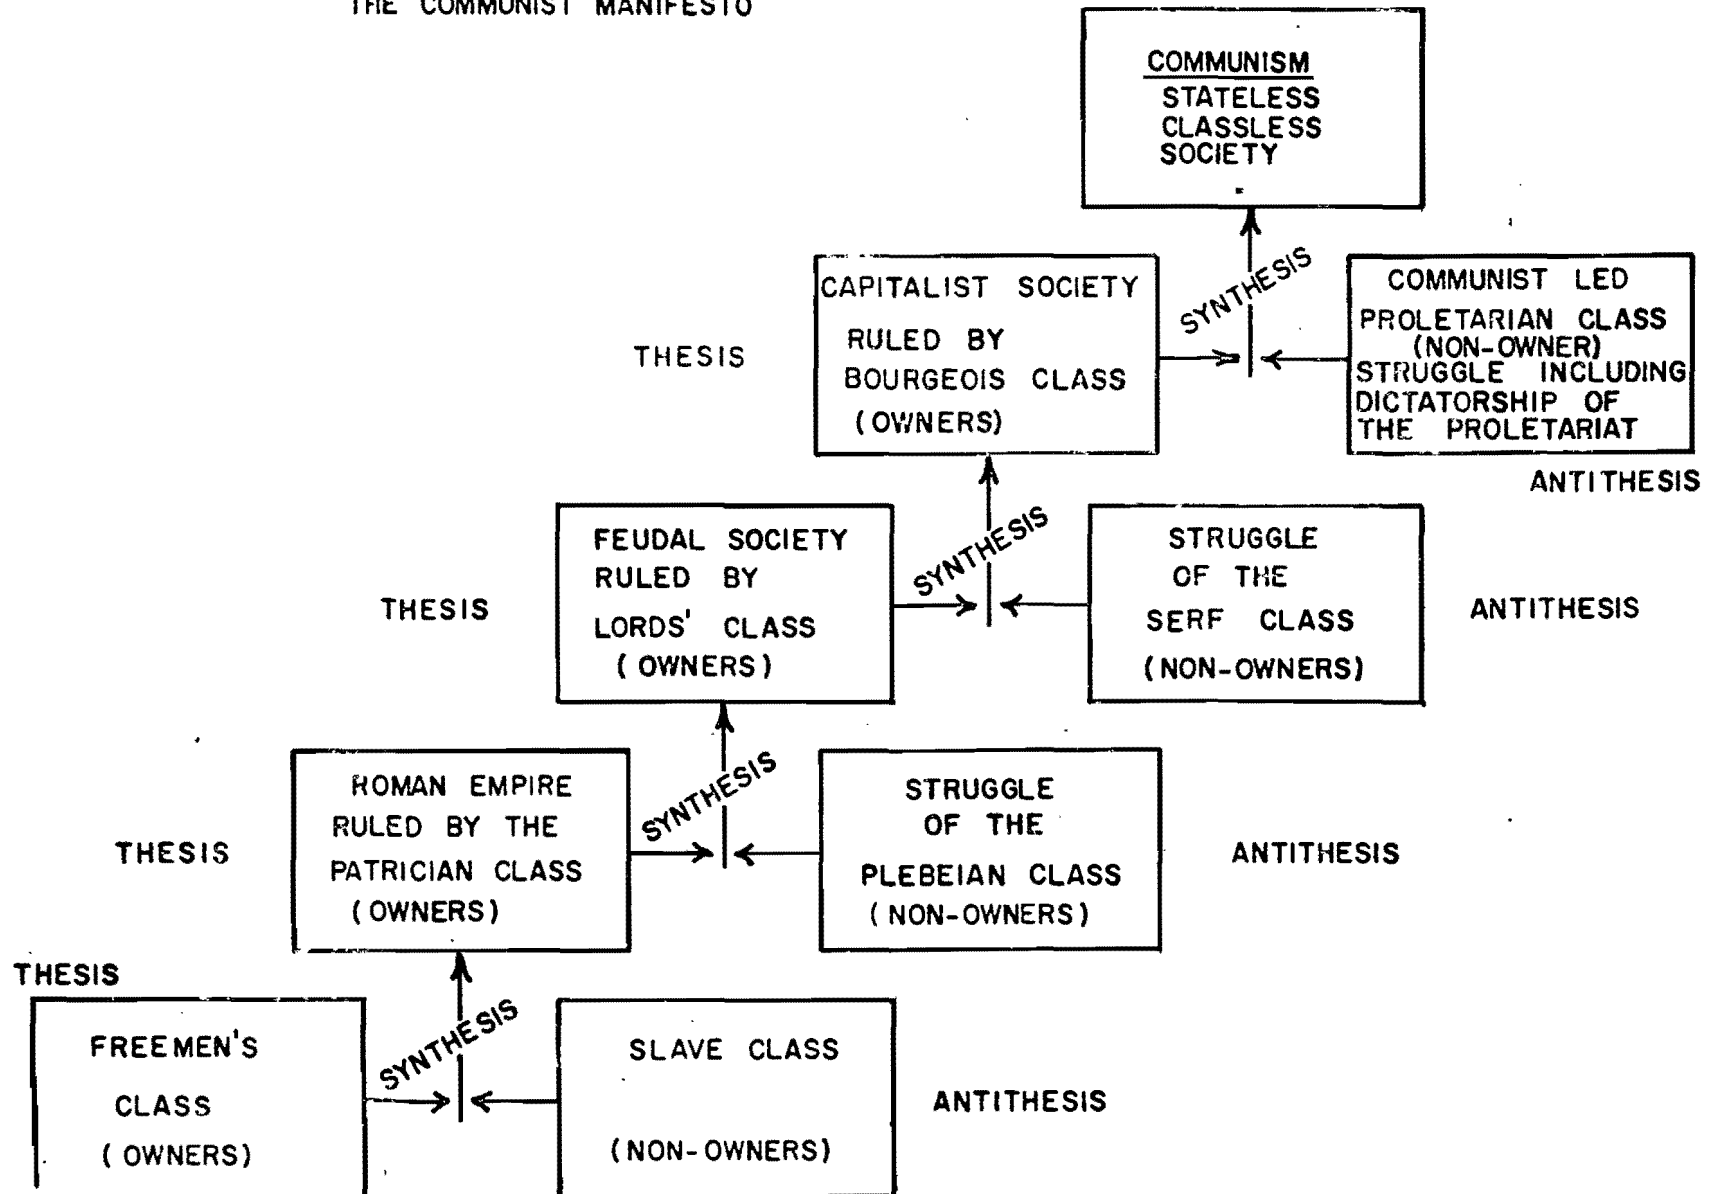 THE COMMUNIST MANIFESTO
COMMUNISM
STATELESS
CLASSLESS
SOCIETY
THESIS
CAPITALIST SOCIETY
RULED BY
BOURGEOIS CLASS
(OWNERS)
SYNTHESIS
COMMUNIST LED
PROLETARIAN CLASS
(NON-OWNER)
STRUGGLE INCLUDING
DICTATORSHIP OF
THE PROLETARIAT
ANTITHESIS
THESIS
FEUDAL SOCIETY
RULED BY
LORDS' CLASS
(OWNERS)
SYNTHESIS
STRUGGLE
OF THE
SERF CLASS
(NON-OWNERS)
ANTITHESIS
THESIS
ROMAN EMPIRE
RULED BY THE
PATRICIAN CLASS
(OWNERS)
SYNTHESIS
STRUGGLE
OF THE
PLEBEIAN CLASS
(NON-OWNERS)
ANTITHESIS
THESIS
FREEMEN'S
CLASS
(OWNERS)
SYNTHESIS
SLAVE CLASS
(NON-OWNERS)
ANTITHESIS